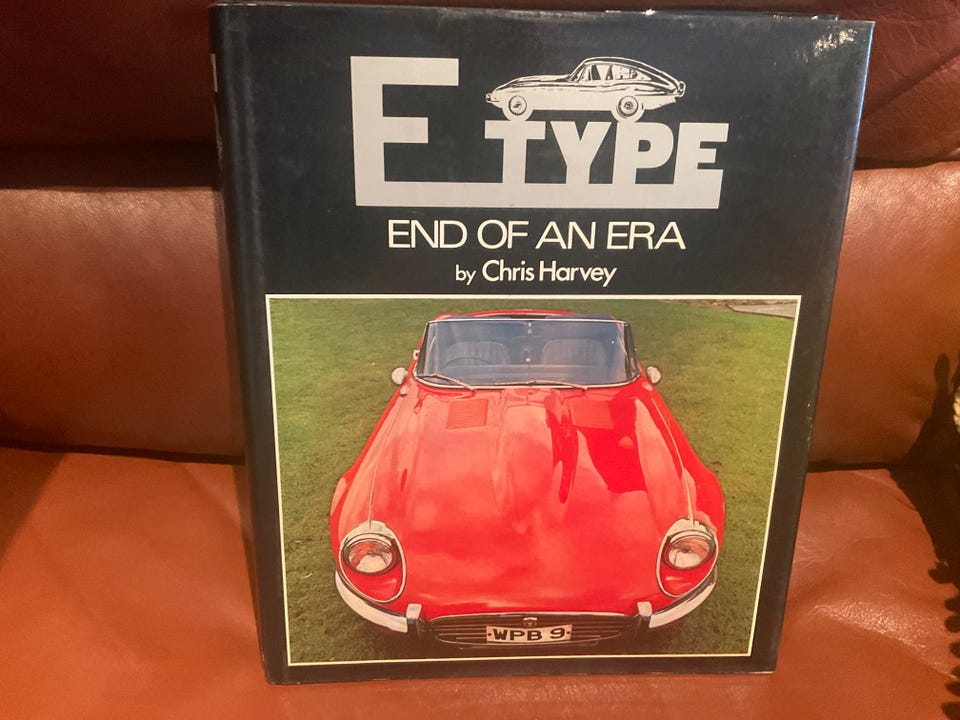 E TYPE
END OF AN ERA
by Chris Harvey
WPB 9